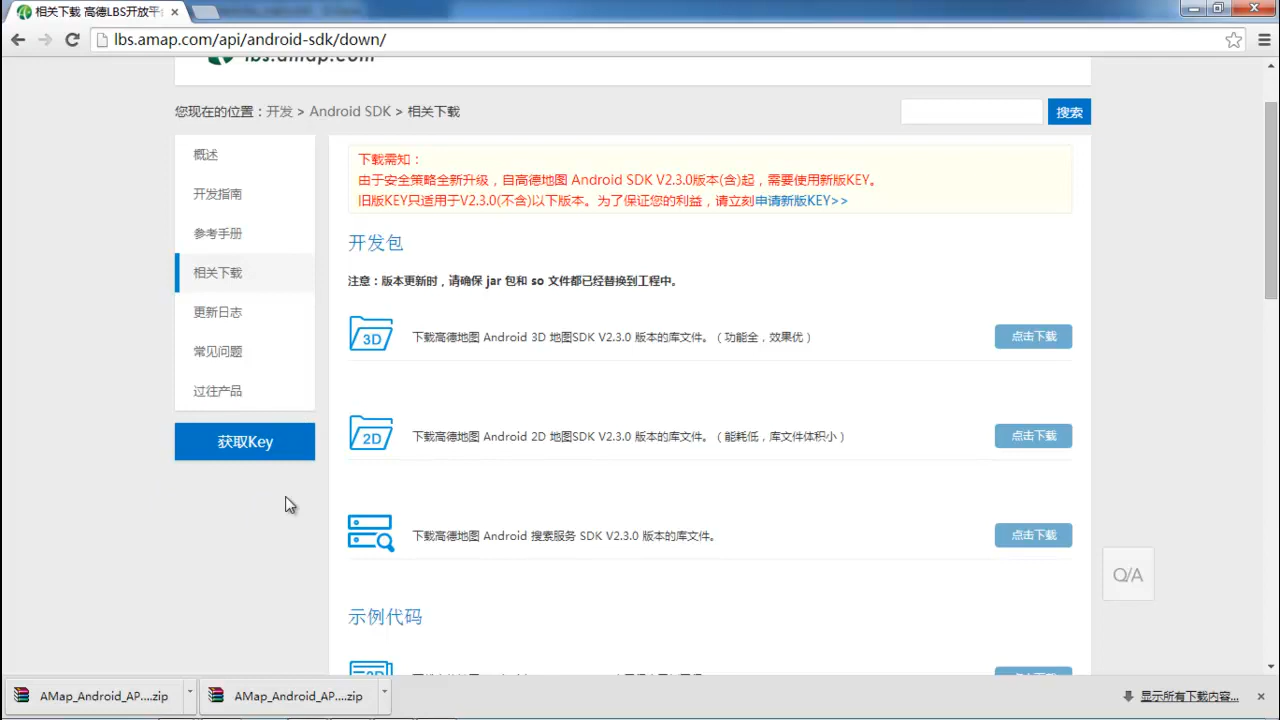 相关下载 高德LBS开放平
lbs.amap.com/api/android-sdk/down/
lbs.amap.com
您现在的位置：开发 > Android SDK > 相关下载
搜索
概述
开发指南
参考手册
相关下载
更新日志
常见问题
过往产品
获取Key
下载需知：
由于安全策略全新升级，自高德地图 Android SDK V2.3.0版本(含)起，需要使用新版KEY。
旧版KEY只适用于V2.3.0(不含)以下版本。为了保证您的利益，请立刻申请新版KEY>>
开发包
注意：版本更新时，请确保 jar 包和 so 文件都已经替换到工程中。
3D
下载高德地图 Android 3D 地图SDK V2.3.0 版本的库文件。（功能全，效果优）
点击下载
2D
下载高德地图 Android 2D 地图SDK V2.3.0 版本的库文件。（能耗低，库文件体积小）
点击下载
下载高德地图 Android 搜索服务 SDK V2.3.0 版本的库文件。
点击下载
Q/A
示例代码
AMap_Android_AP....zip
AMap_Android_AP....zip
显示所有下载内容...